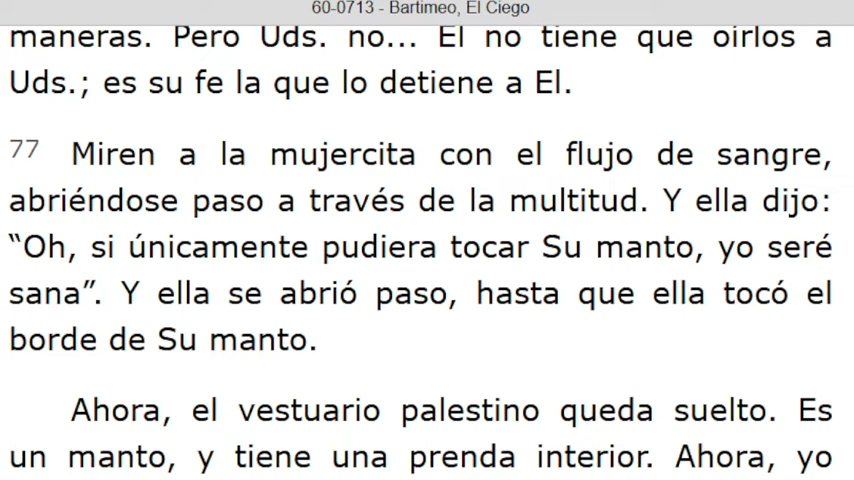 60-0713 - Bartimeo, El Ciego
maneras. Pero Uds. no... El no tiene que oirlos a
Uds.; es su fe la que lo detiene a El.
77 Miren a la mujercita con el flujo de sangre,
abriéndose paso a través de la multitud. Y ella dijo:
“Oh, si únicamente pudiera tocar Su manto, yo seré
sana”. Y ella se abrió paso, hasta que ella tocó el
borde de Su manto.
Ahora, el vestuario palestino queda suelto. Es
un manto, y tiene una prenda interior. Ahora, yo